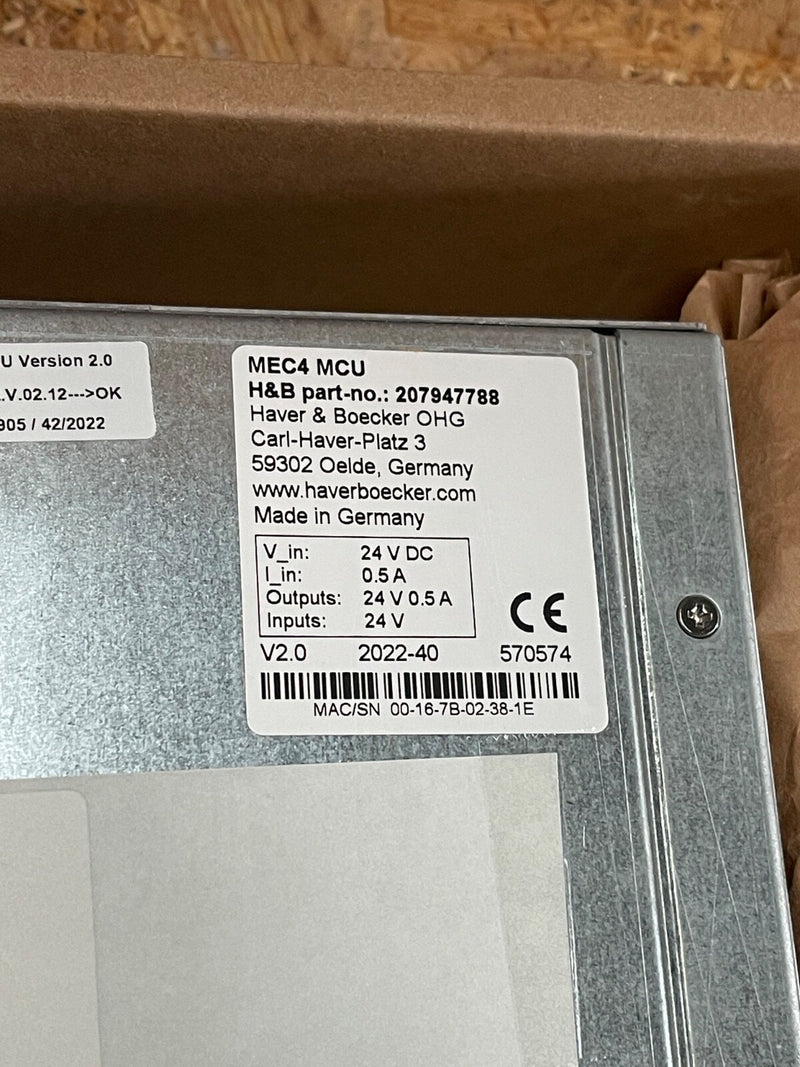 U Version 2.0
.V.02.12--->OK
905 / 42/2022
MEC4 MCU
H&B part-no.: 207947788
Haver & Boecker OHG
Carl-Haver-Platz 3
59302 Oelde, Germany
www.haverboecker.com
Made in Germany
V_in: 24 V DC
I_in: 0.5 A
Outputs: 24 V 0.5 A
Inputs: 24 V
CE
V2.0 2022-40 570574
MAC/SN 00-16-7B-02-38-1E